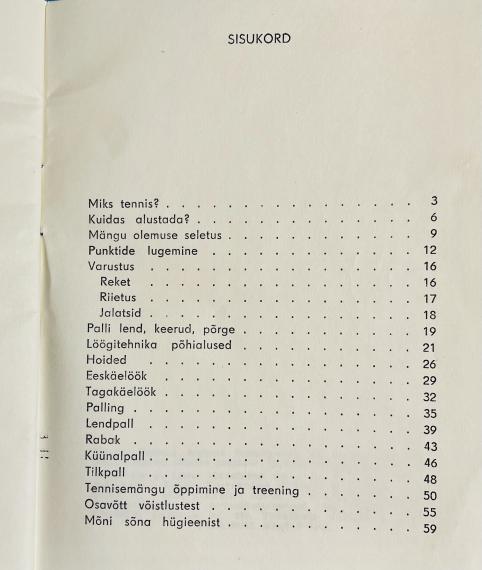 SISUKORD
Miks tennis? . . . . . . . . . . . . . . . . 3
Kuidas alustada? . . . . . . . . . . . . . . 6
Mängu olemuse seletus . . . . . . . . . . . . 9
Punktide lugemine . . . . . . . . . . . . . 12
Varustus . . . . . . . . . . . . . . . . . 16
Reket . . . . . . . . . . . . . . . . . 16
Riietus . . . . . . . . . . . . . . . . . 17
Jalatsid . . . . . . . . . . . . . . . . . 18
Palli lend, keerud, põrge . . . . . . . . . . . 19
Löögitehnika põhialused . . . . . . . . . . . 21
Hoided . . . . . . . . . . . . . . . . . 26
Eeskäelöök . . . . . . . . . . . . . . . . 29
Tagakäelöök . . . . . . . . . . . . . . . . 32
Palling . . . . . . . . . . . . . . . . . . 35
Lendpall . . . . . . . . . . . . . . . . . 39
Rabak . . . . . . . . . . . . . . . . . . 43
Küünalpall . . . . . . . . . . . . . . . . . 46
Tilkpall . . . . . . . . . . . . . . . . . 48
Tennisemängu õppimine ja treening . . . . . . . 50
Osavõtt võistlustest . . . . . . . . . . . . . 55
Mõni sõna hügieenist . . . . . . . . . . . . 59